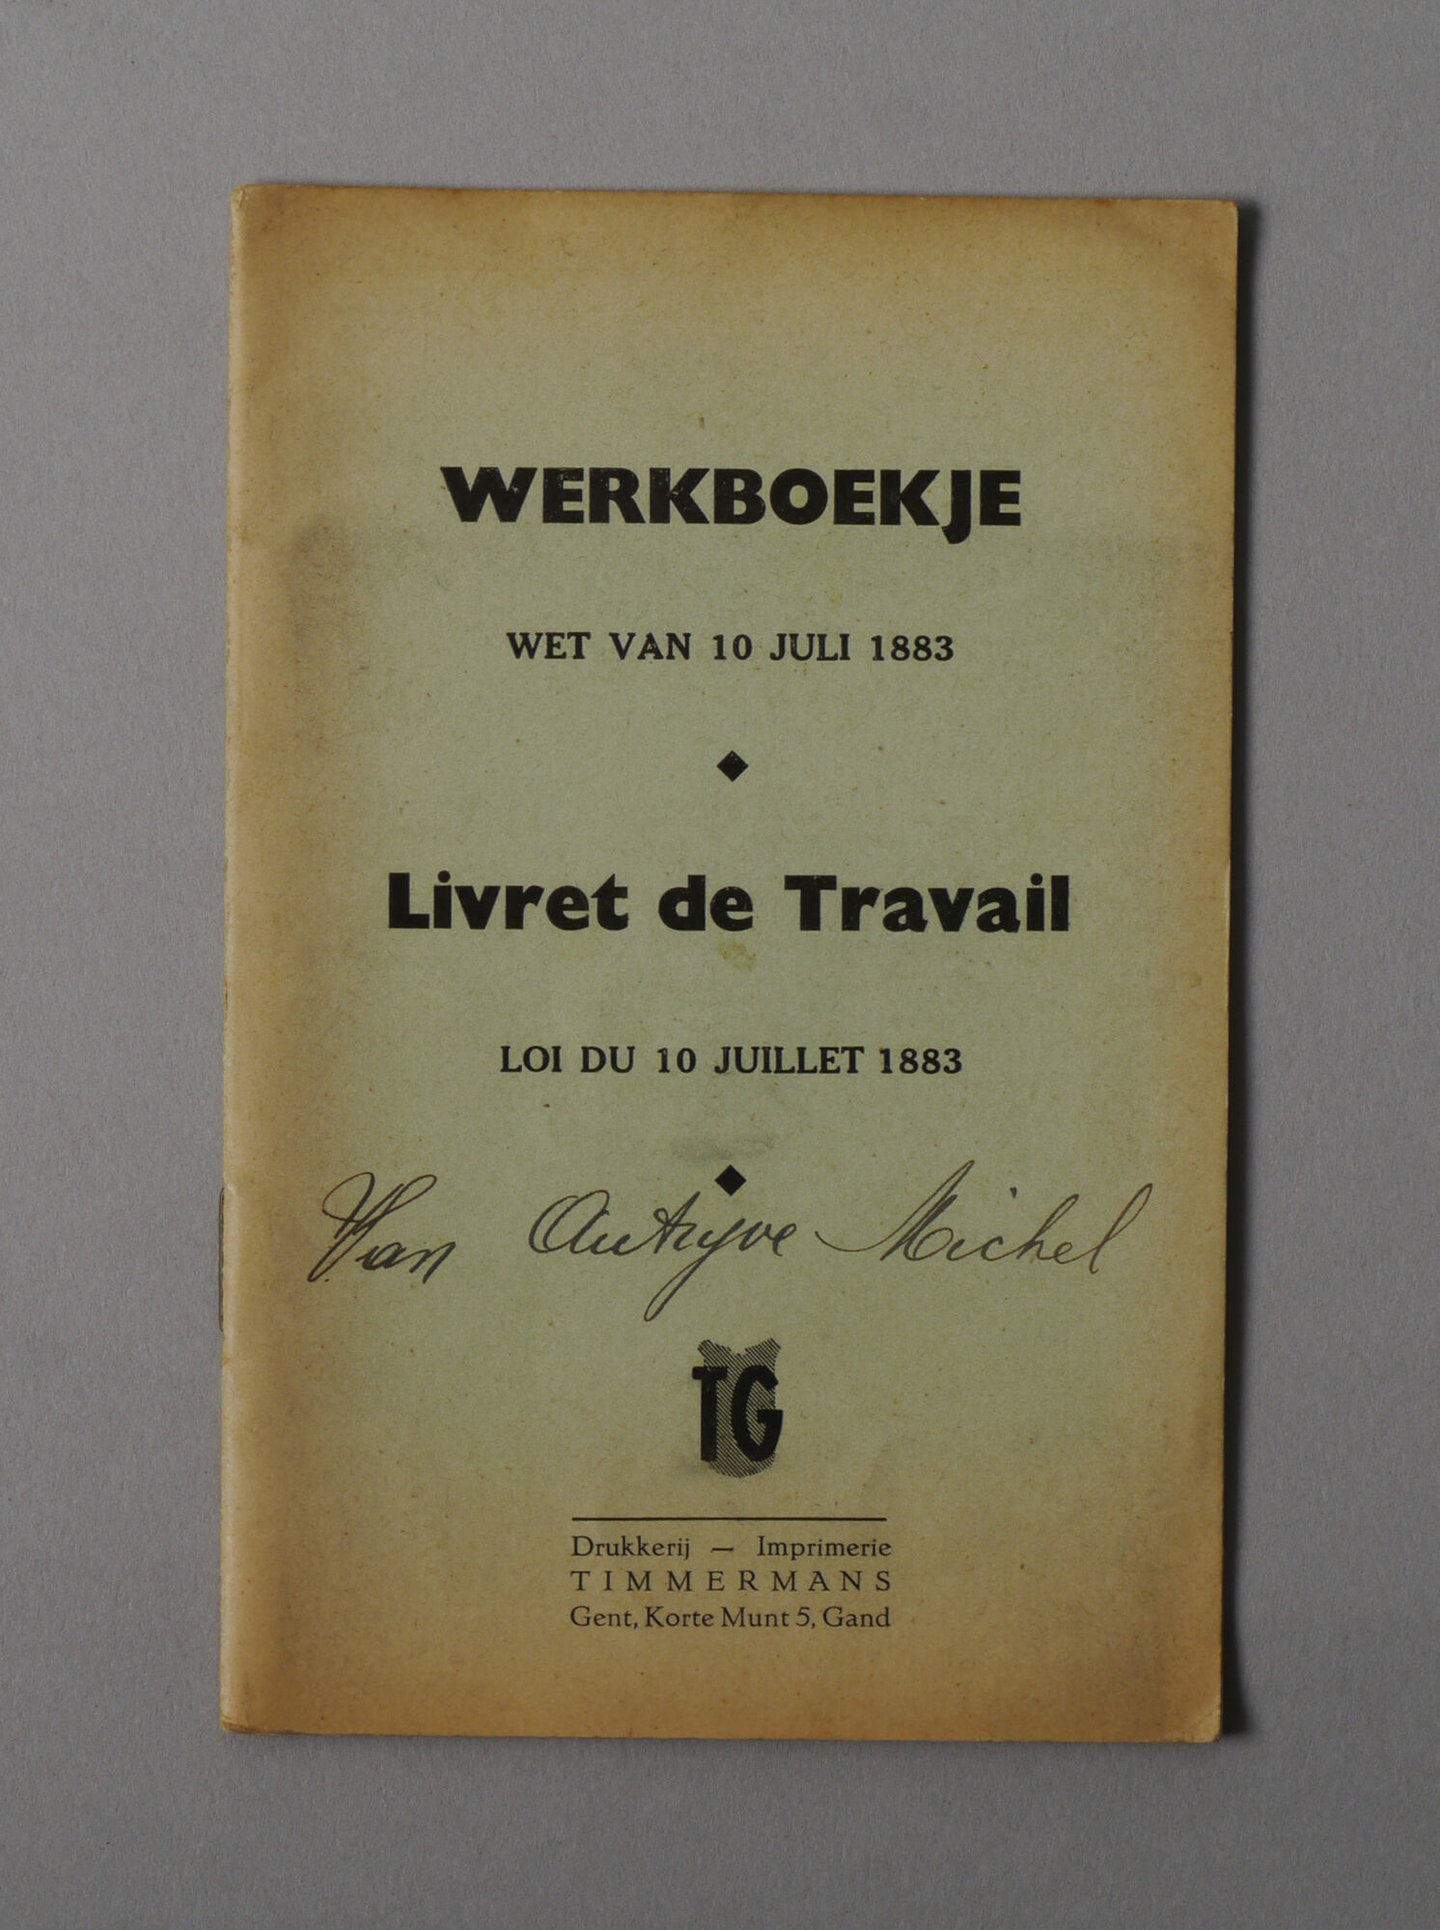 WERKBOEKJE
WET VAN 10 JULI 1883
Livret de Travail
LOI DU 10 JUILLET 1883
Van Autryve Michel
TG
Drukkerij — Imprimerie
TIMMERMANS
Gent, Korte Munt 5, Gand